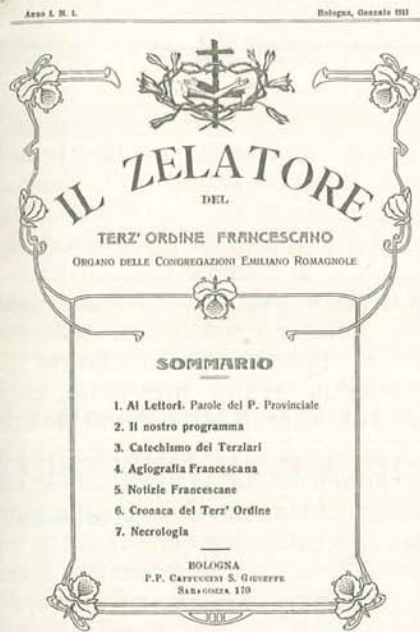 Anno I. N. 1.
Bologna, Gennaio 1911
IL ZELATORE
DEL
TERZ' ORDINE FRANCESCANO
ORGANO DELLE CONGREGAZIONI EMILIANO ROMAGNOLE
SOMMARIO
1. Ai Lettori. Parole del P. Provinciale
2. Il nostro programma
3. Catechismo dei Terziari
4. Agiografia Francescana
5. Notizie Francescane
6. Cronaca del Terz' Ordine
7. Necrologia
BOLOGNA
P.P. CAPPUCCINI S. GIUSEPPE
SARAGOZZA 179